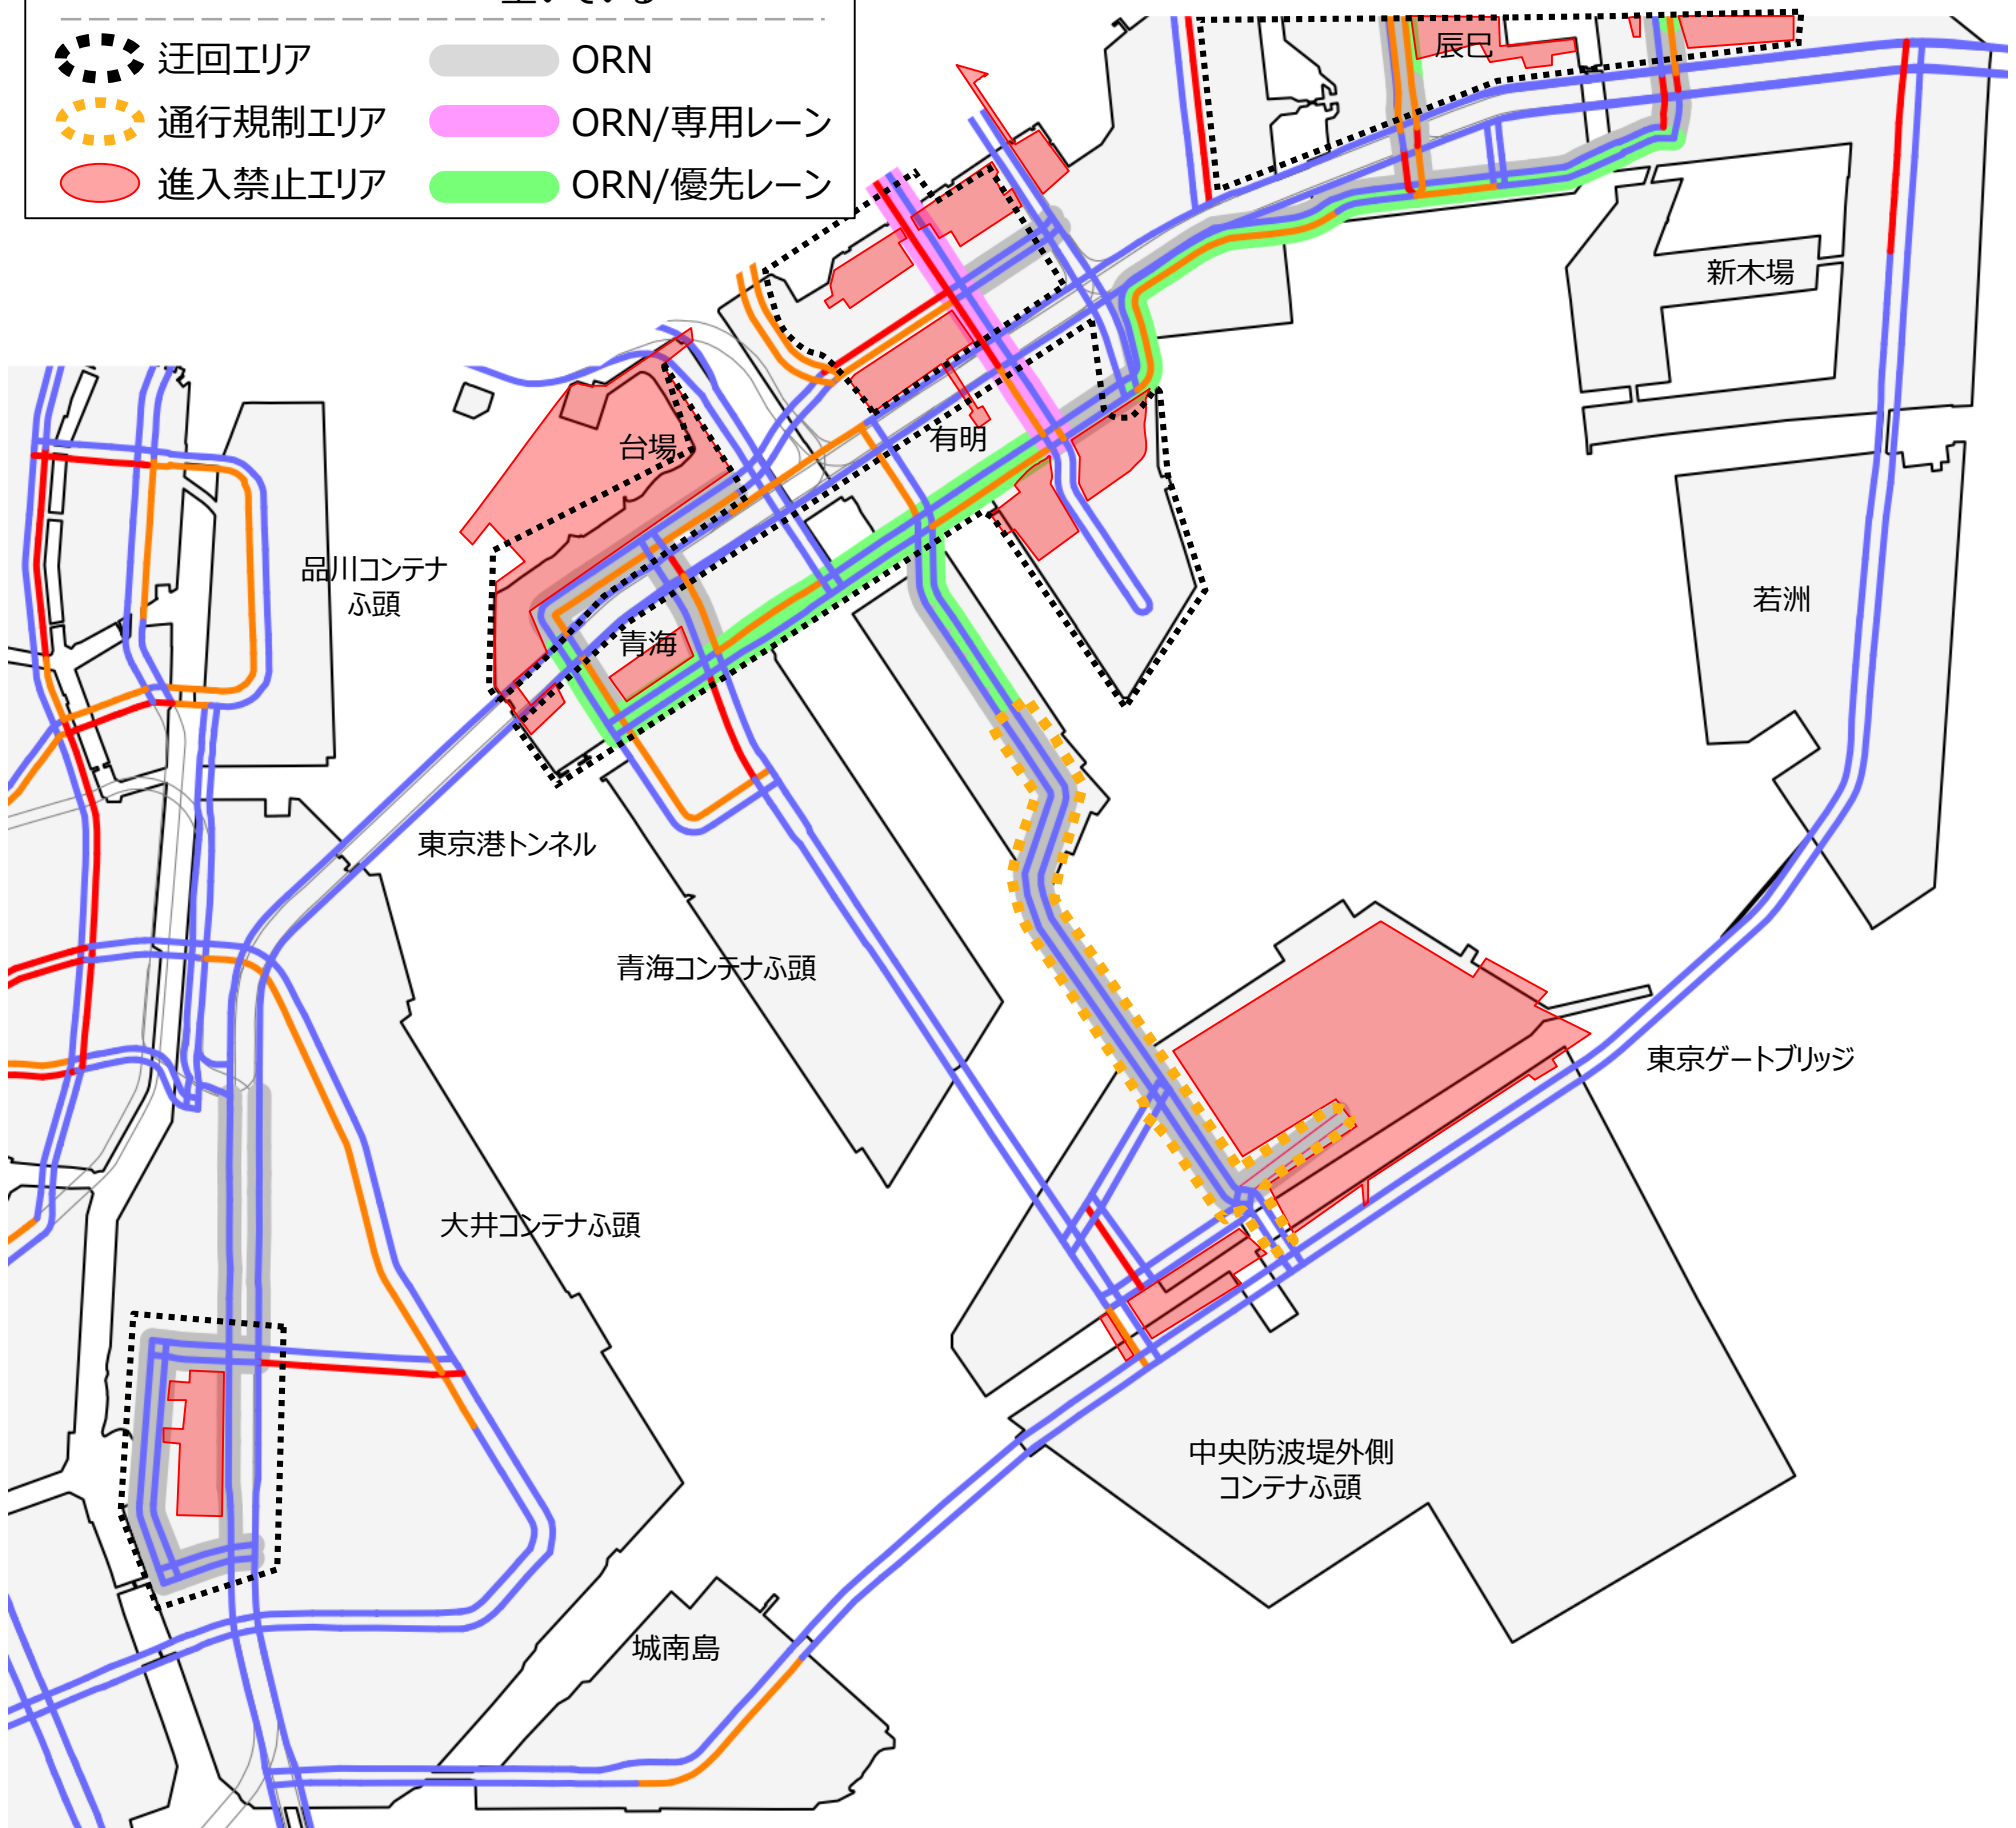 空いている
迂回エリア
ORN
通行規制エリア
ORN/専用レーン
進入禁止エリア
ORN/優先レーン
辰巳
新木場
台場
有明
品川コンテナ
ふ頭
若洲
青海
東京港トンネル
青海コンテナふ頭
東京ゲートブリッジ
大井コンテナふ頭
中央防波堤外側
コンテナふ頭
城南島